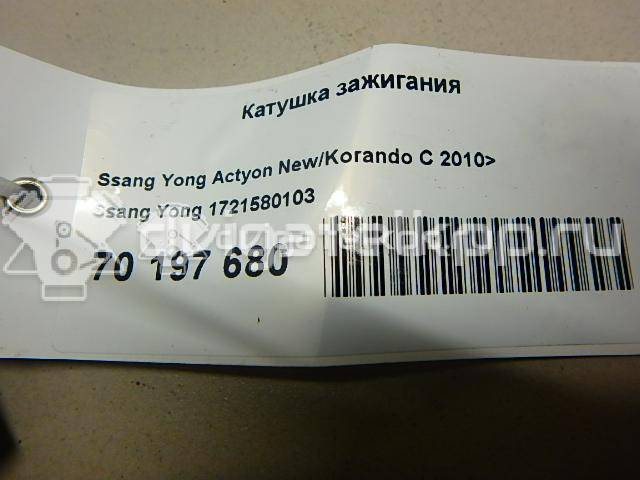 Катушка зажигания
Ssang Yong Actyon New/Korando C 2010>
Ssang Yong 1721580103
70 197 680